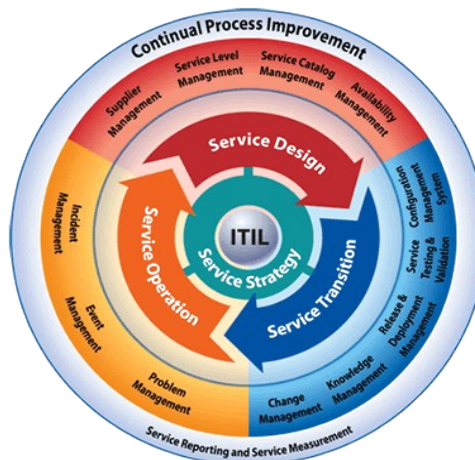 Continual Process Improvement
Supplier
Management
Service Level
Management
Service Catalog
Management
Availability
Management
Configuration
Management
System
Service
Testing &
Validation
Release &
Deployment
Management
Knowledge
Management
Change
Management
Problem
Management
Event
Management
Incident
Management
Service Design
Service Transition
Service Operation
Service Strategy
ITIL
Service Reporting and Service Measurement